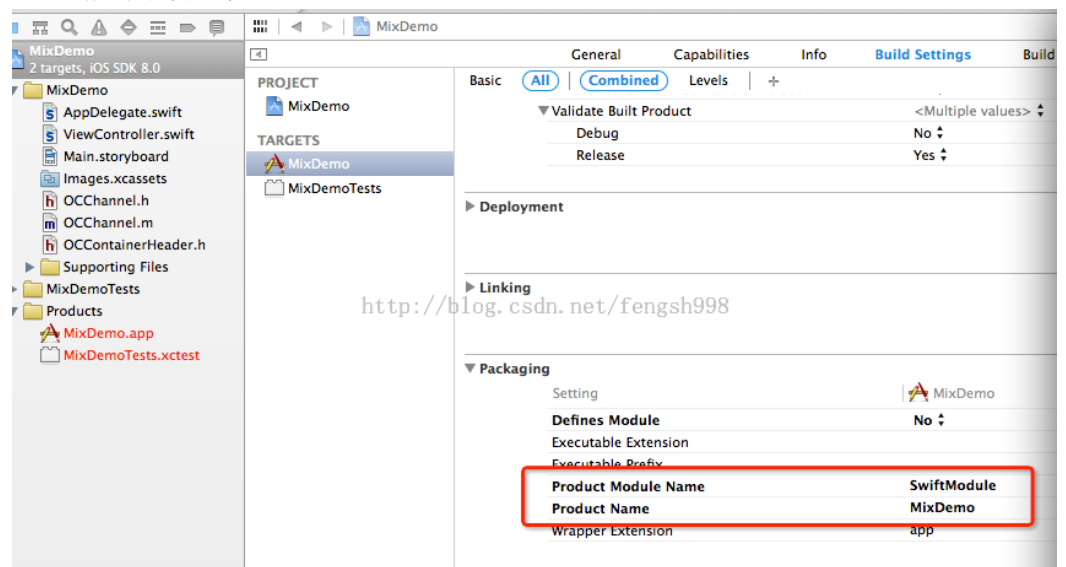 MixDemo
MixDemo
2 targets, iOS SDK 8.0
MixDemo
AppDelegate.swift
ViewController.swift
Main.storyboard
Images.xcassets
OCChannel.h
OCChannel.m
OCContainerHeader.h
Supporting Files
MixDemoTests
Products
MixDemo.app
MixDemoTests.xctest
PROJECT
MixDemo
TARGETS
MixDemo
MixDemoTests
General Capabilities Info Build Settings Build
Basic All Combined Levels +
Validate Built Product <Multiple values>
Debug No
Release Yes
Deployment
Linking
http://blog.csdn.net/fengsh998
Packaging
Setting MixDemo
Defines Module No
Executable Extension
Executable Prefix
Product Module Name SwiftModule
Product Name MixDemo
Wrapper Extension app